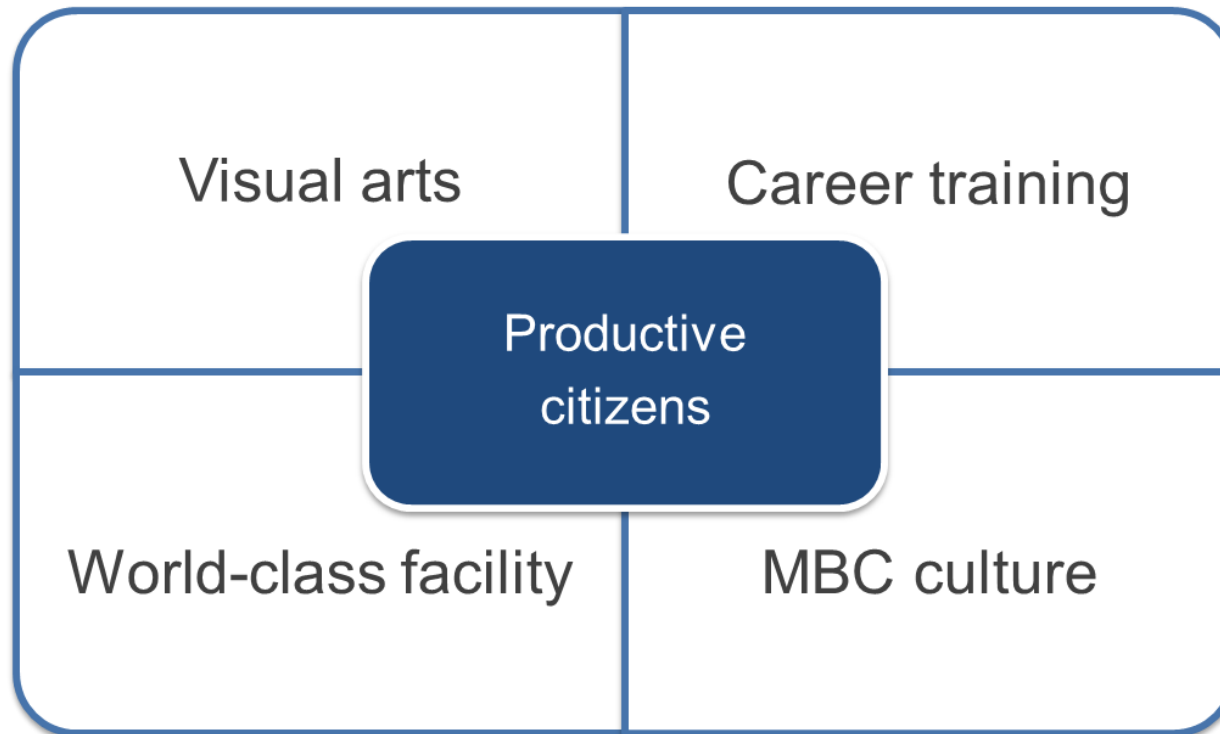 Visual arts
Career training
Productive
citizens
World-class facility
MBC culture